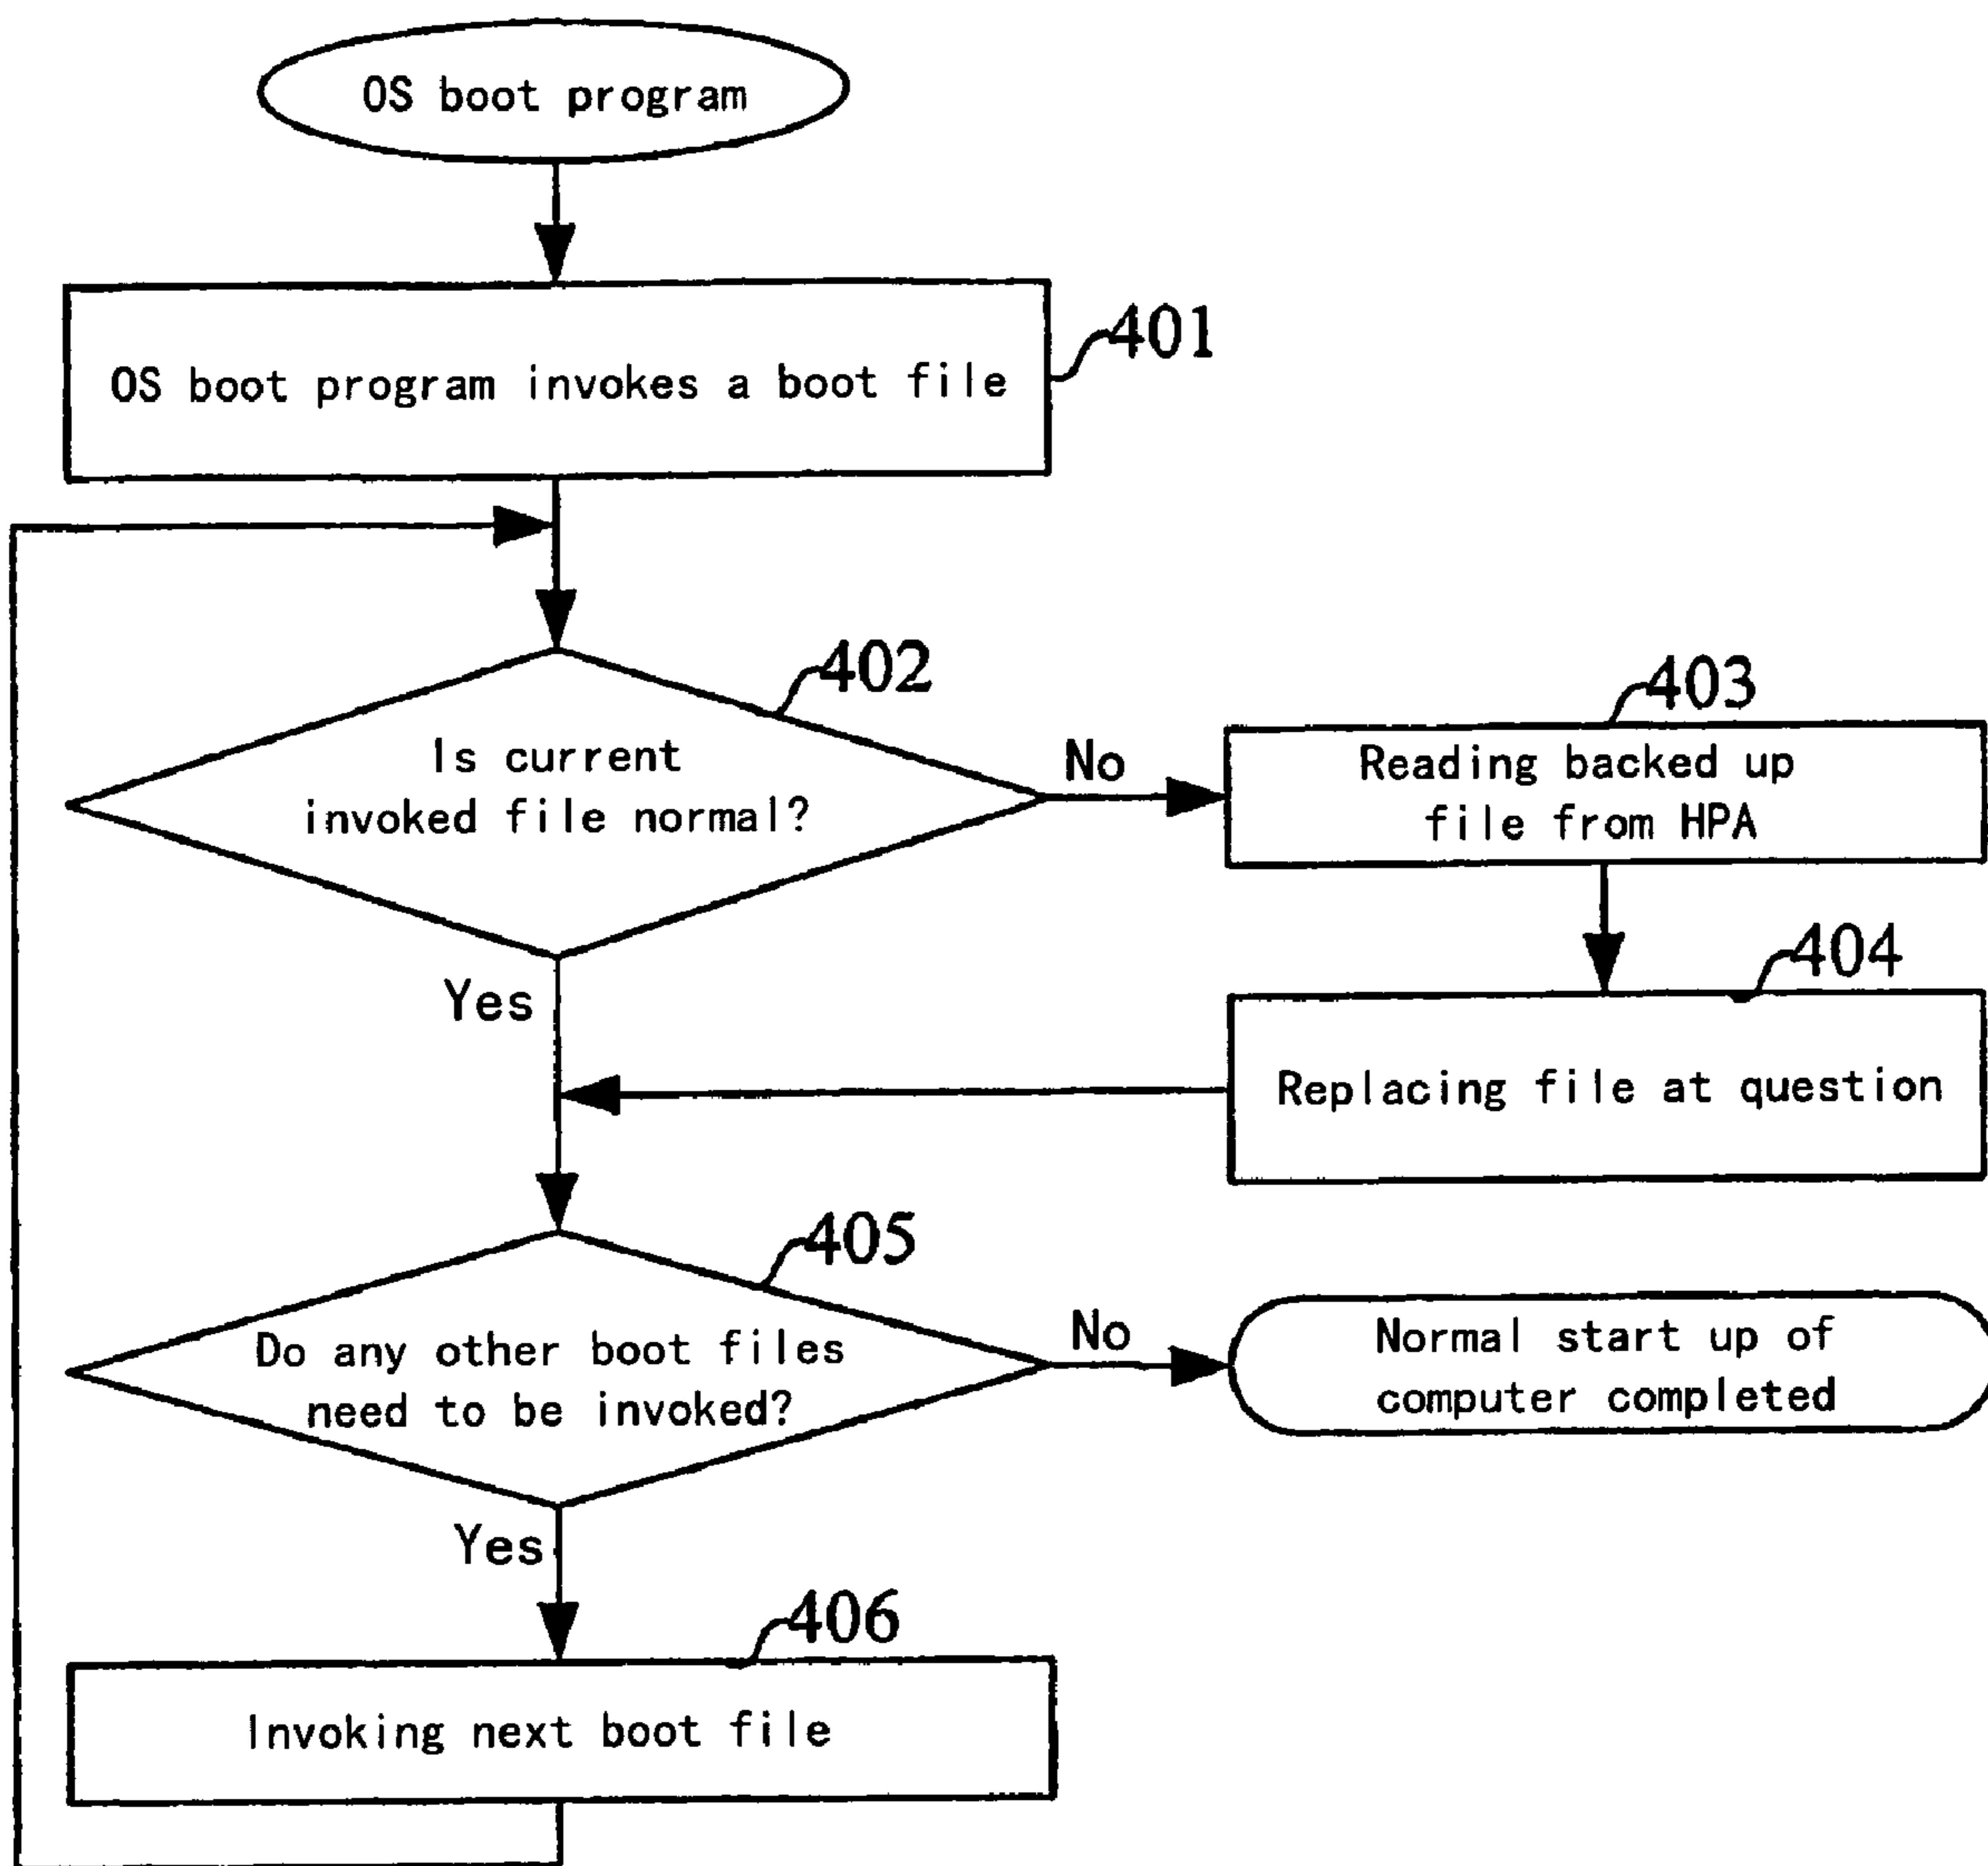 OS boot program
OS boot program invokes a boot file
401
402
Is current
invoked file normal?
No
403
Reading backed up
file from HPA
Yes
404
Replacing file at question
405
Do any other boot files
need to be invoked?
No
Normal start up of
computer completed
Yes
406
Invoking next boot file